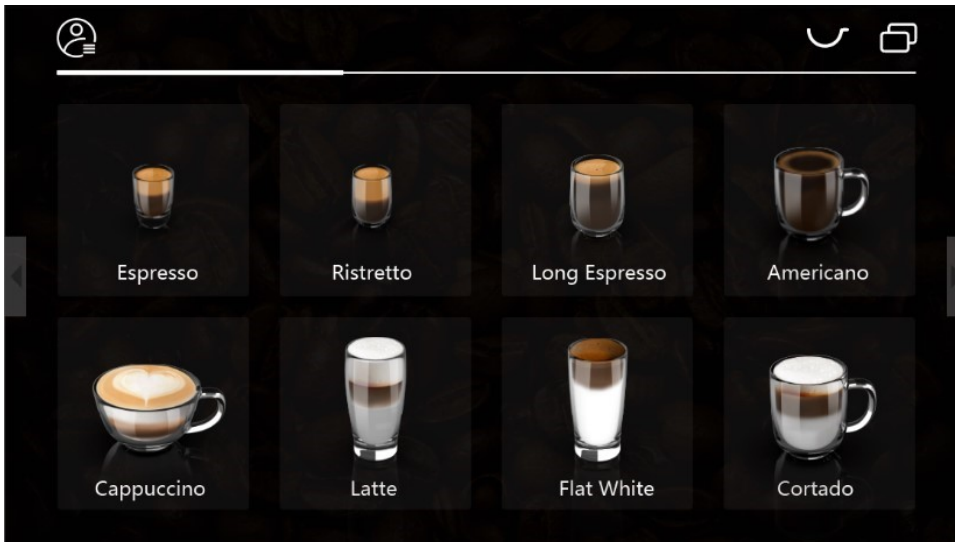 Espresso
Ristretto
Long Espresso
Americano
Cappuccino
Latte
Flat White
Cortado